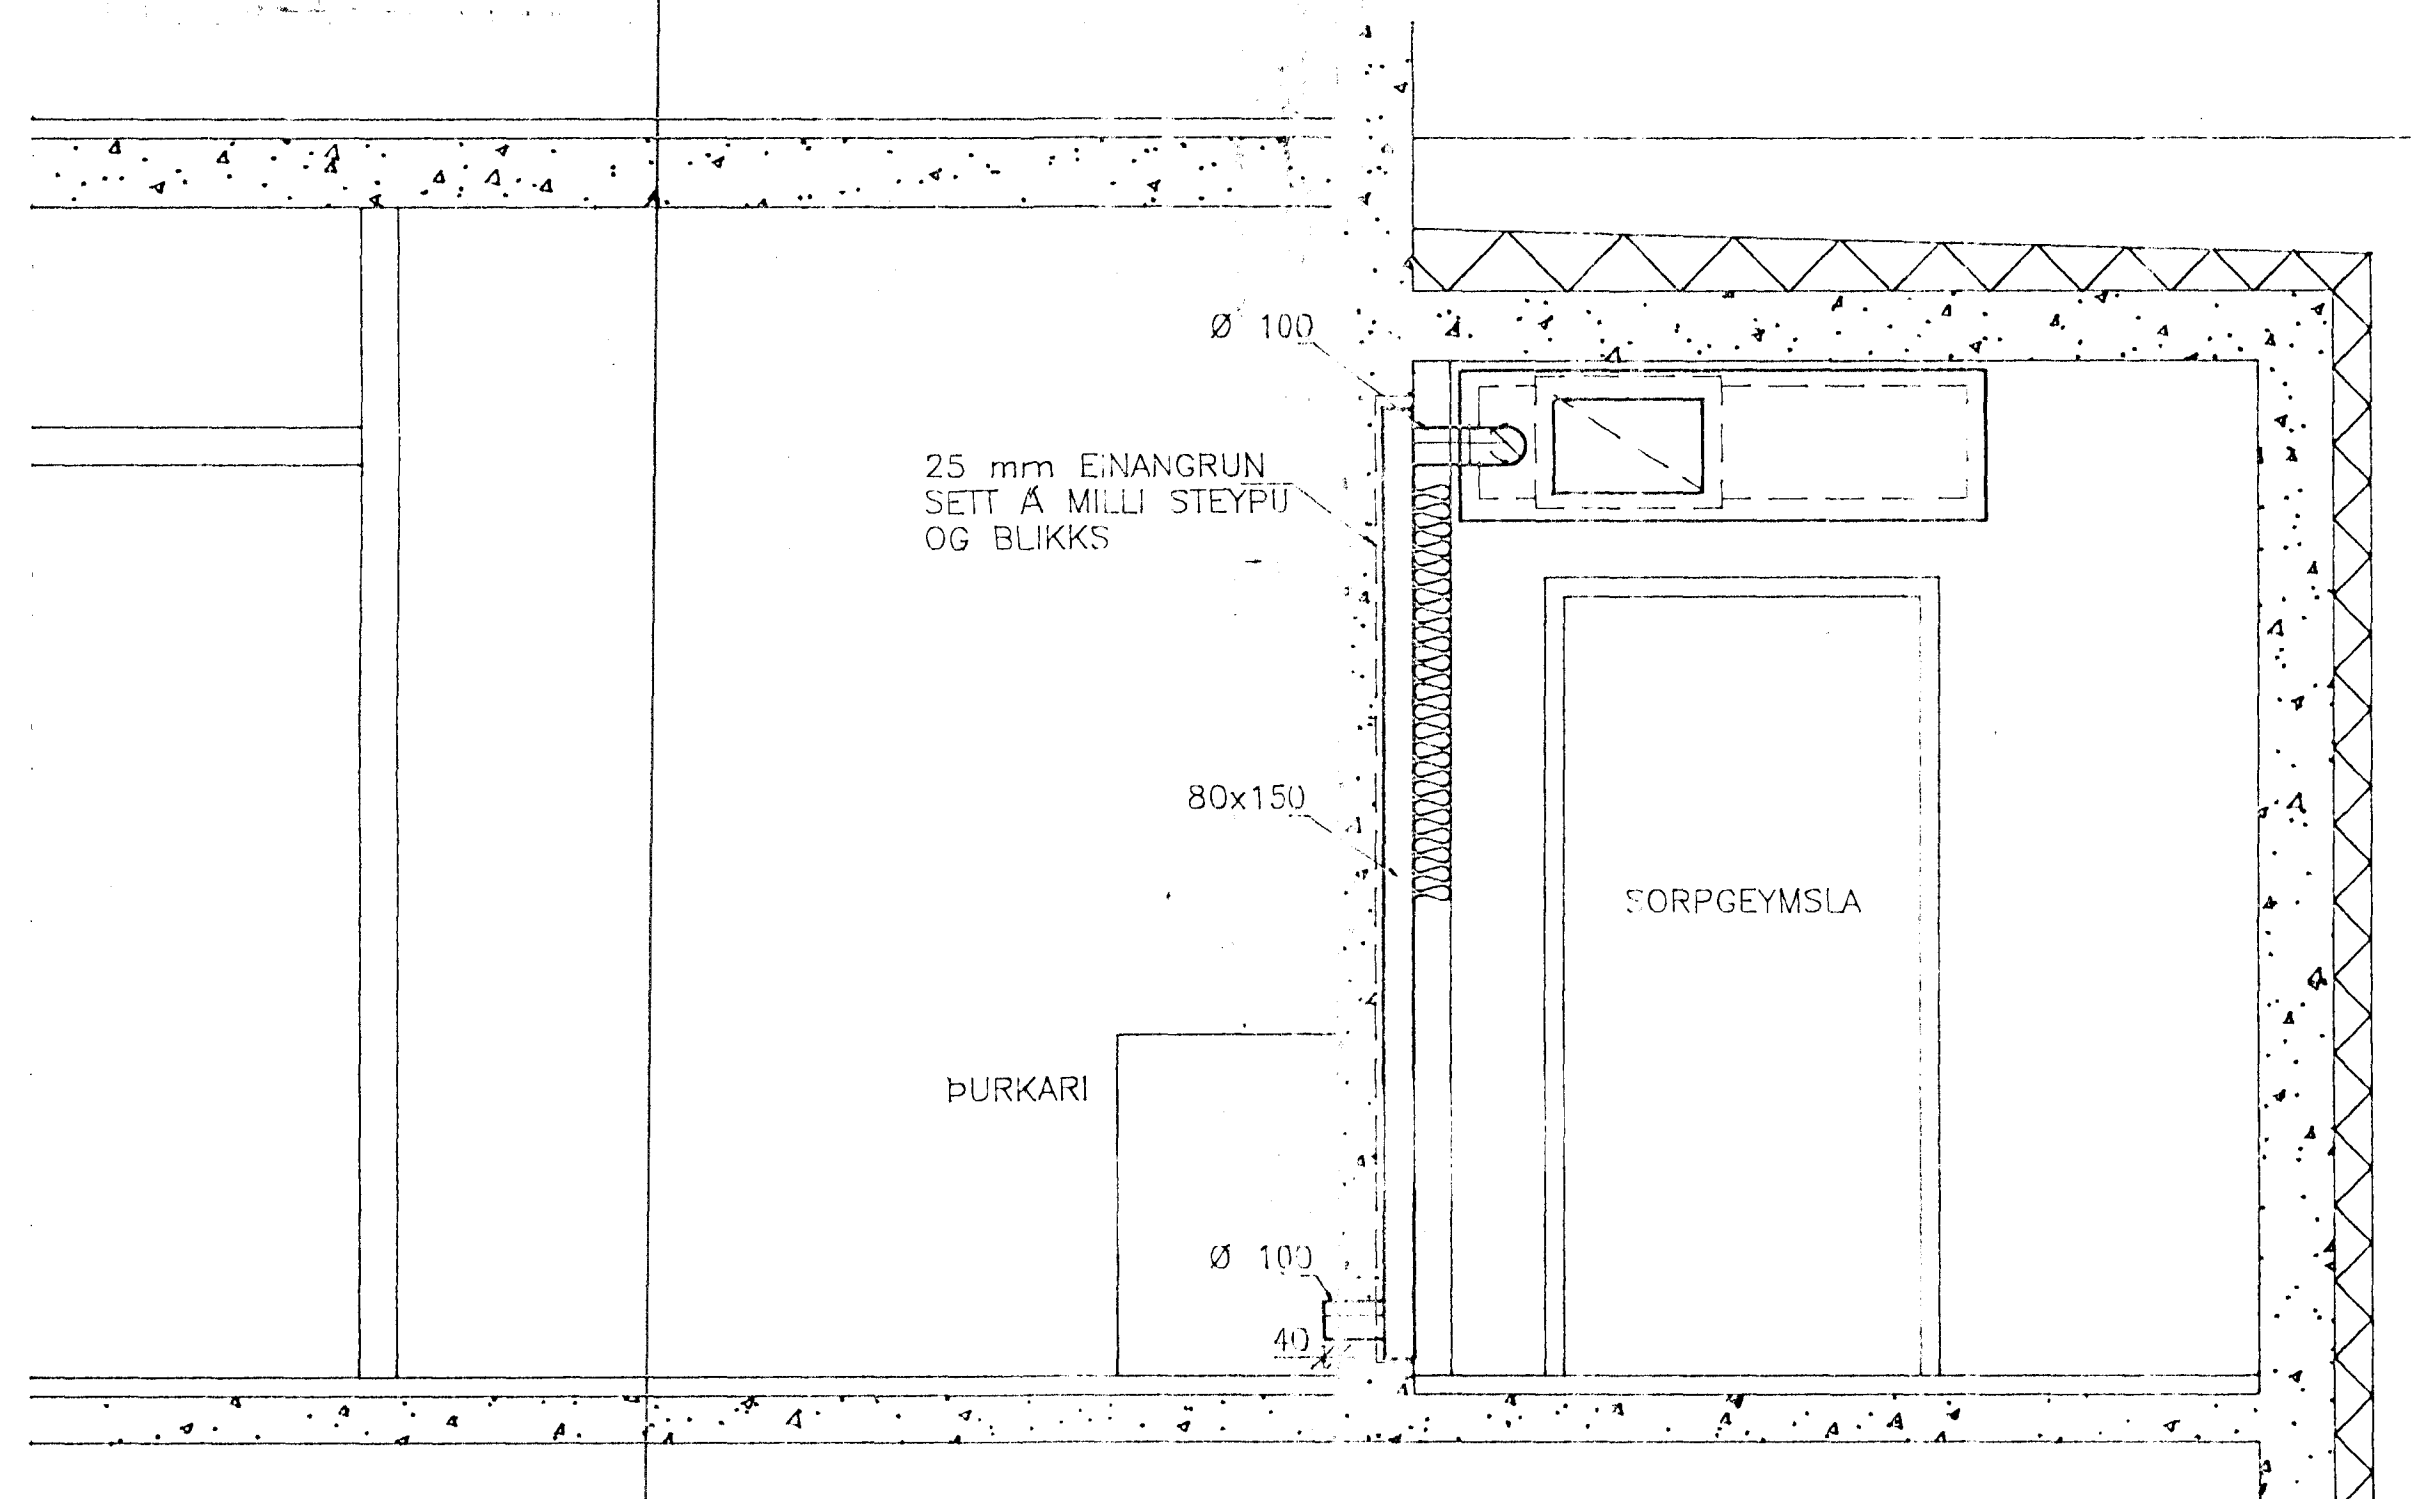 Ø 100
25 mm EINANGRUN
SETT Á MILLI STEYPU
OG BLIKKS
80x150
SORPGEYMSLA
ÞURKARI
Ø 100
40